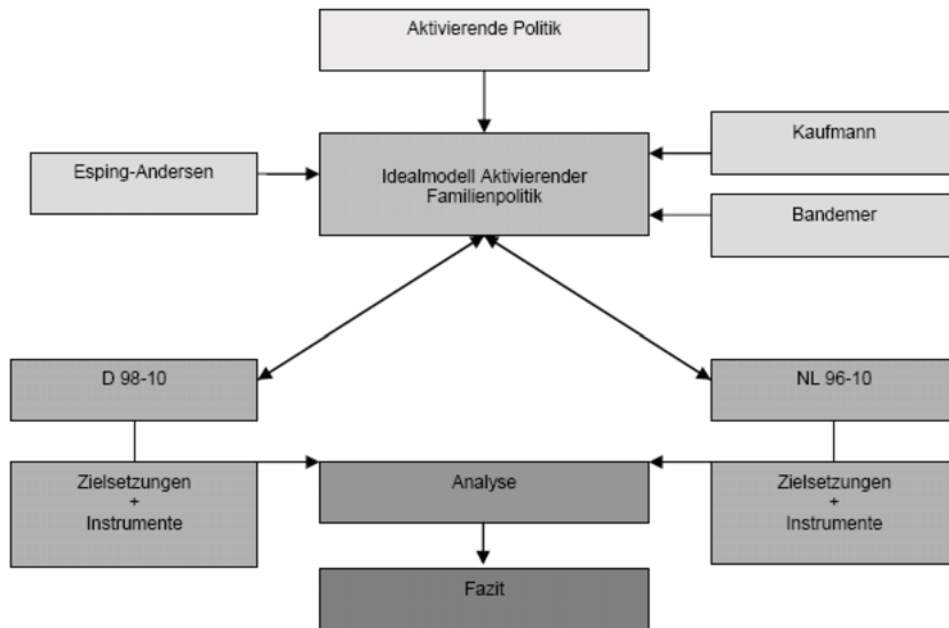 Aktivierende Politik
Kaufmann
Esping-Andersen
Idealmodell Aktivierender
Familienpolitik
Bandemer
D 98-10
NL 96-10
Zielsetzungen
+
Instrumente
Analyse
Zielsetzungen
+
Instrumente
Fazit